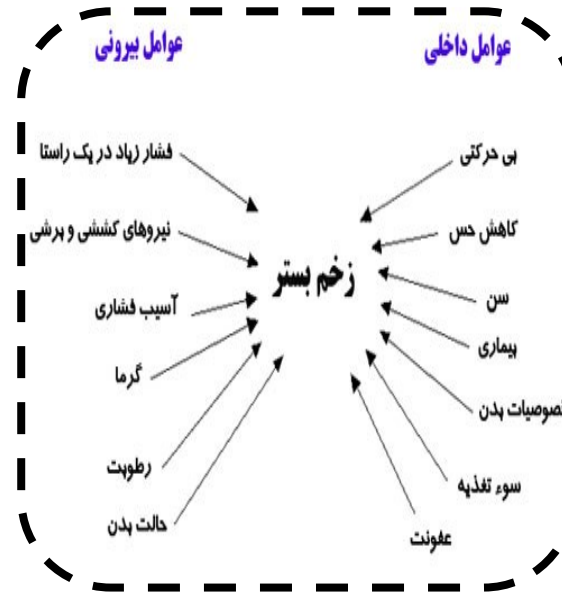 عوامل داخلی
عوامل بیرونی
بی حرکتی
کاهش حس
سن
بیماری
خصوصیات بدن
سوء تغذیه
عفونت
زخم بستر
فشار زیاد در یک راستا
نیروهای کششی و برشی
آسیب فشاری
گرما
رطوبت
حالت بدن